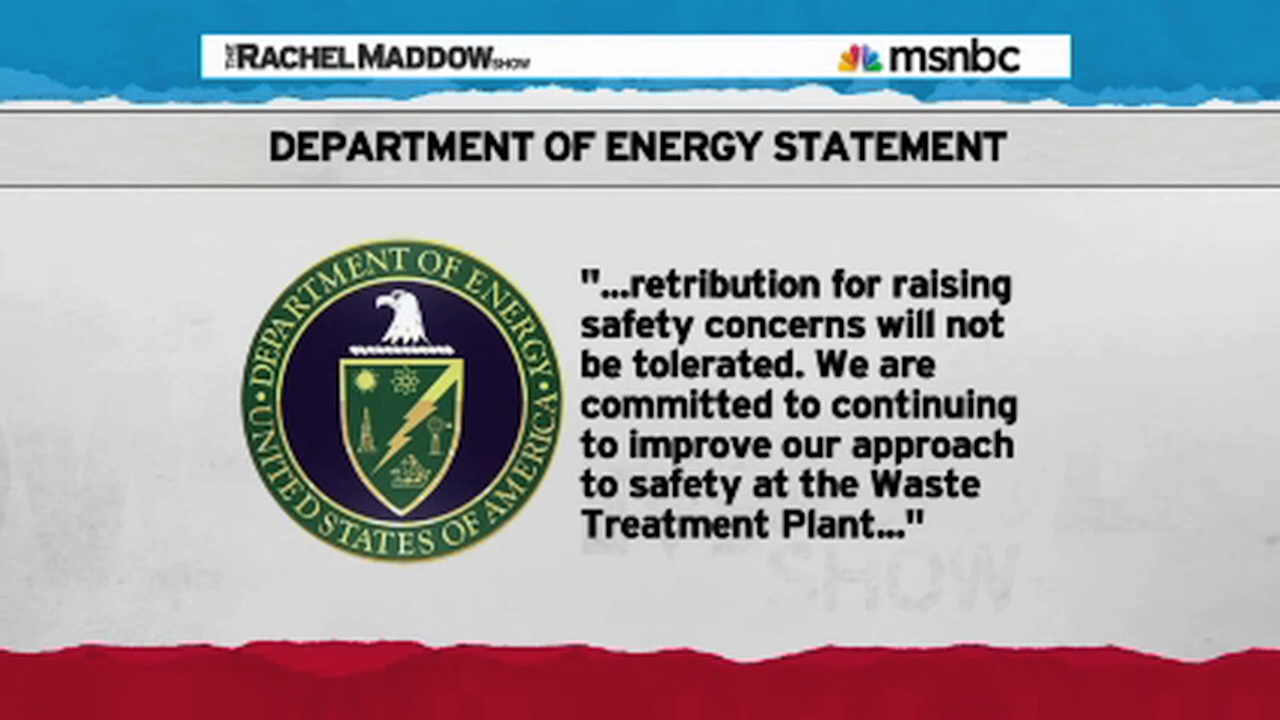 THE RACHEL MADDOW SHOW
msnbc
DEPARTMENT OF ENERGY STATEMENT
DEPARTMENT OF ENERGY
UNITED STATES OF AMERICA
"...retribution for raising
safety concerns will not
be tolerated. We are
committed to continuing
to improve our approach
to safety at the Waste
Treatment Plant..."
SHOW